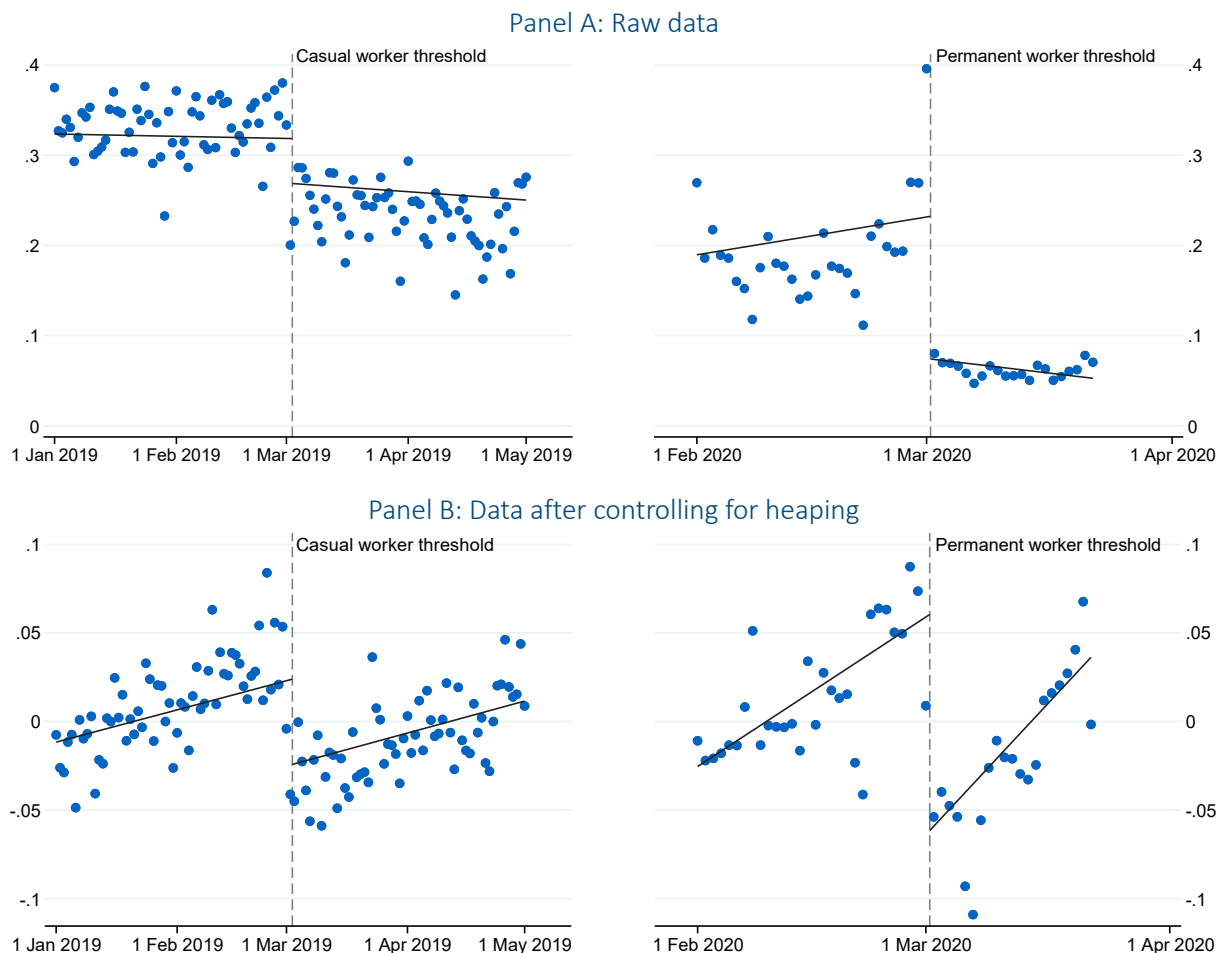 Panel A: Raw data
Casual worker threshold
Permanent worker threshold
.4
.3
.2
.1
0
1 Jan 2019
1 Feb 2019
1 Mar 2019
1 Apr 2019
1 May 2019
.4
.3
.2
.1
0
1 Feb 2020
1 Mar 2020
1 Apr 2020
Panel B: Data after controlling for heaping
Casual worker threshold
Permanent worker threshold
.1
.05
0
-.05
-.1
1 Jan 2019
1 Feb 2019
1 Mar 2019
1 Apr 2019
1 May 2019
.1
.05
0
-.05
-.1
1 Feb 2020
1 Mar 2020
1 Apr 2020